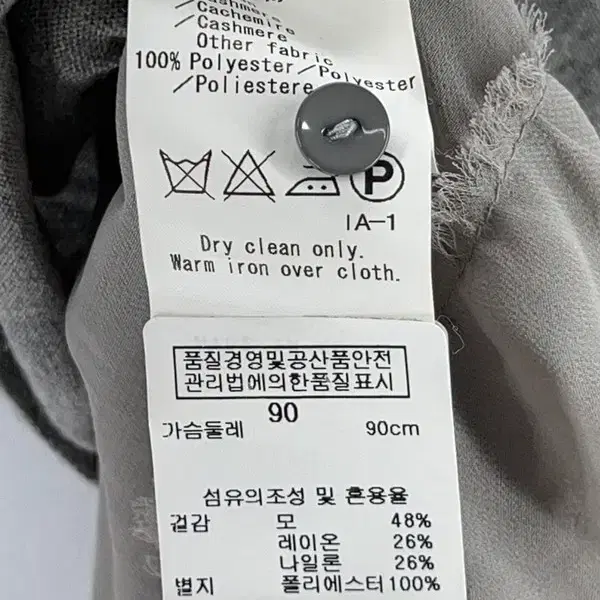 Cachemire
/Cashmere
Other fabric
100% Polyester/Polyester
/Poliestere
P
IA-1
Dry clean only.
Warm iron over cloth.
품질경영및공산품안전
관리법에의한품질표시
90
가슴둘레 90cm
섬유의조성 및 혼용율
겉감 모 48%
레이온 26%
나일론 26%
별지 폴리에스터 100%